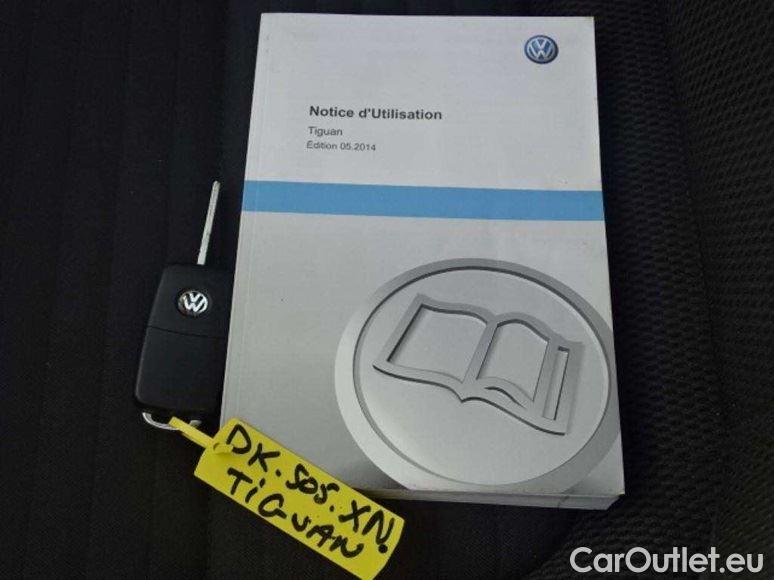 Notice d'Utilisation
Tiguan
Édition 05.2014
DK.505.XN.
TiGUAN
CarOutlet.eu